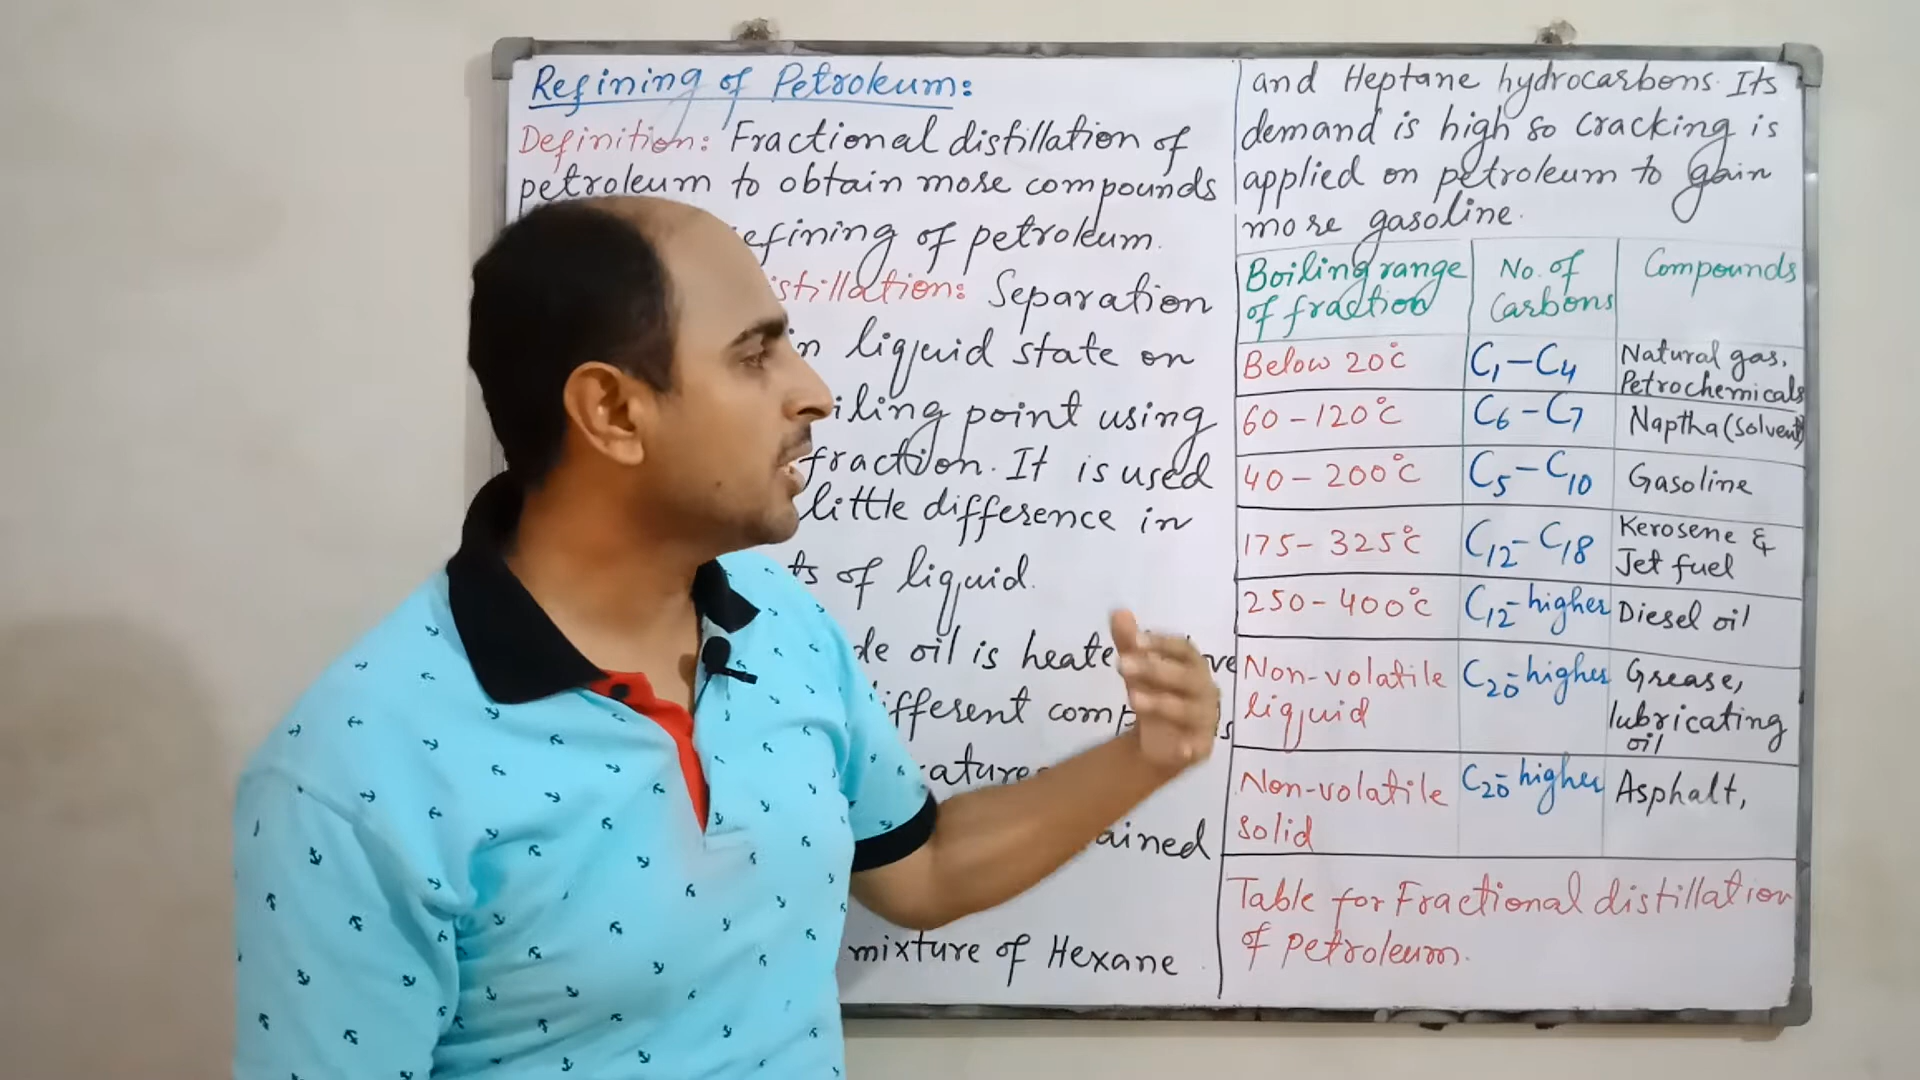 Refining of Petroleum:
Definition: Fractional distillation of
petroleum to obtain more compounds
efining of petroleum.
istillation: Separation
in liquid state on
iling point using
fraction. It is used
little difference in
ts of liquid.
de oil is heate
ifferent comp
rature
ained
mixture of Hexane
and Heptane hydrocarbons. Its
demand is high so cracking is
applied on petroleum to gain
more gasoline.
Boiling range of fraction No. of Carbons Compounds
Below 20°C C1-C4 Natural gas, Petrochemicals
60-120°C C6-C7 Naptha (Solvent)
40-200°C C5-C10 Gasoline
175-325°C C12-C18 Kerosene & Jet fuel
250-400°C C12-higher Diesel oil
Non-volatile liquid C20-higher Grease, lubricating oil
Non-volatile solid C20-higher Asphalt,
Table for Fractional distillation
of petroleum.